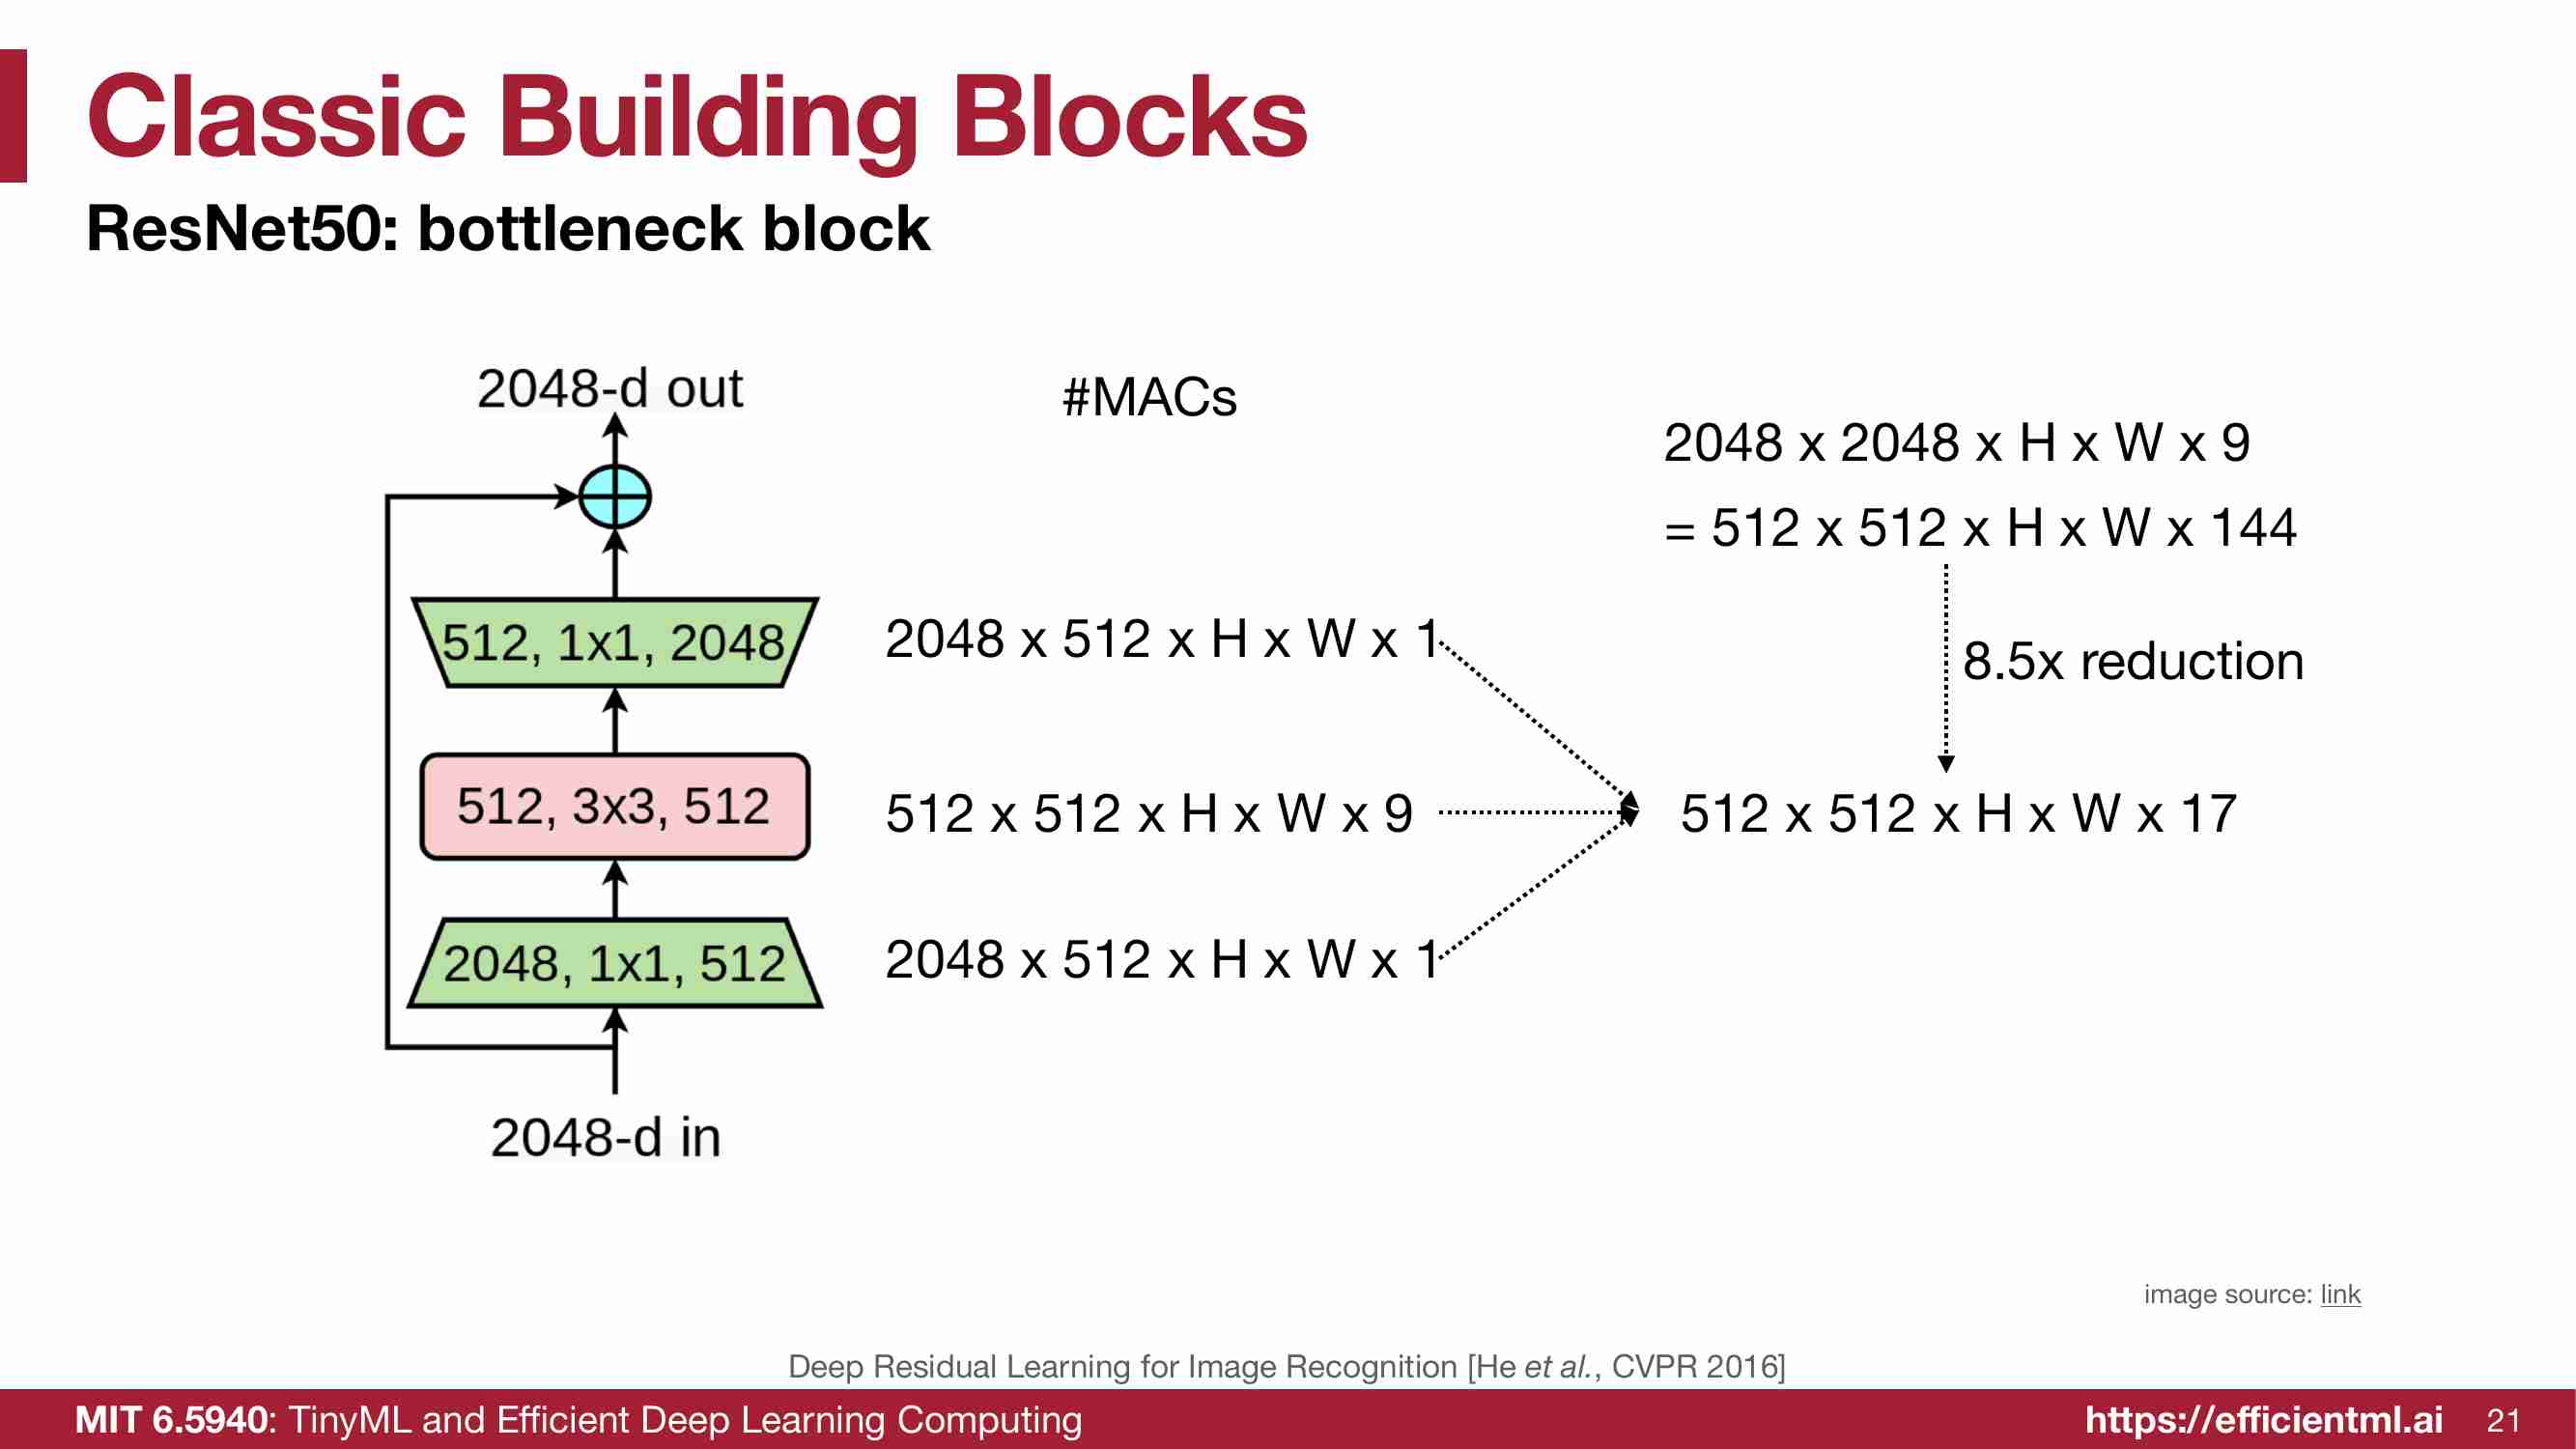 Classic Building Blocks
ResNet50: bottleneck block
2048-d out
512, 1x1, 2048
512, 3x3, 512
2048, 1x1, 512
2048-d in
#MACs
2048 x 512 x H x W x 1
512 x 512 x H x W x 9
2048 x 512 x H x W x 1
2048 x 2048 x H x W x 9
= 512 x 512 x H x W x 144
8.5x reduction
512 x 512 x H x W x 17
image source: link
Deep Residual Learning for Image Recognition [He et al., CVPR 2016]
MIT 6.5940: TinyML and Efficient Deep Learning Computing
https://efficientml.ai 21